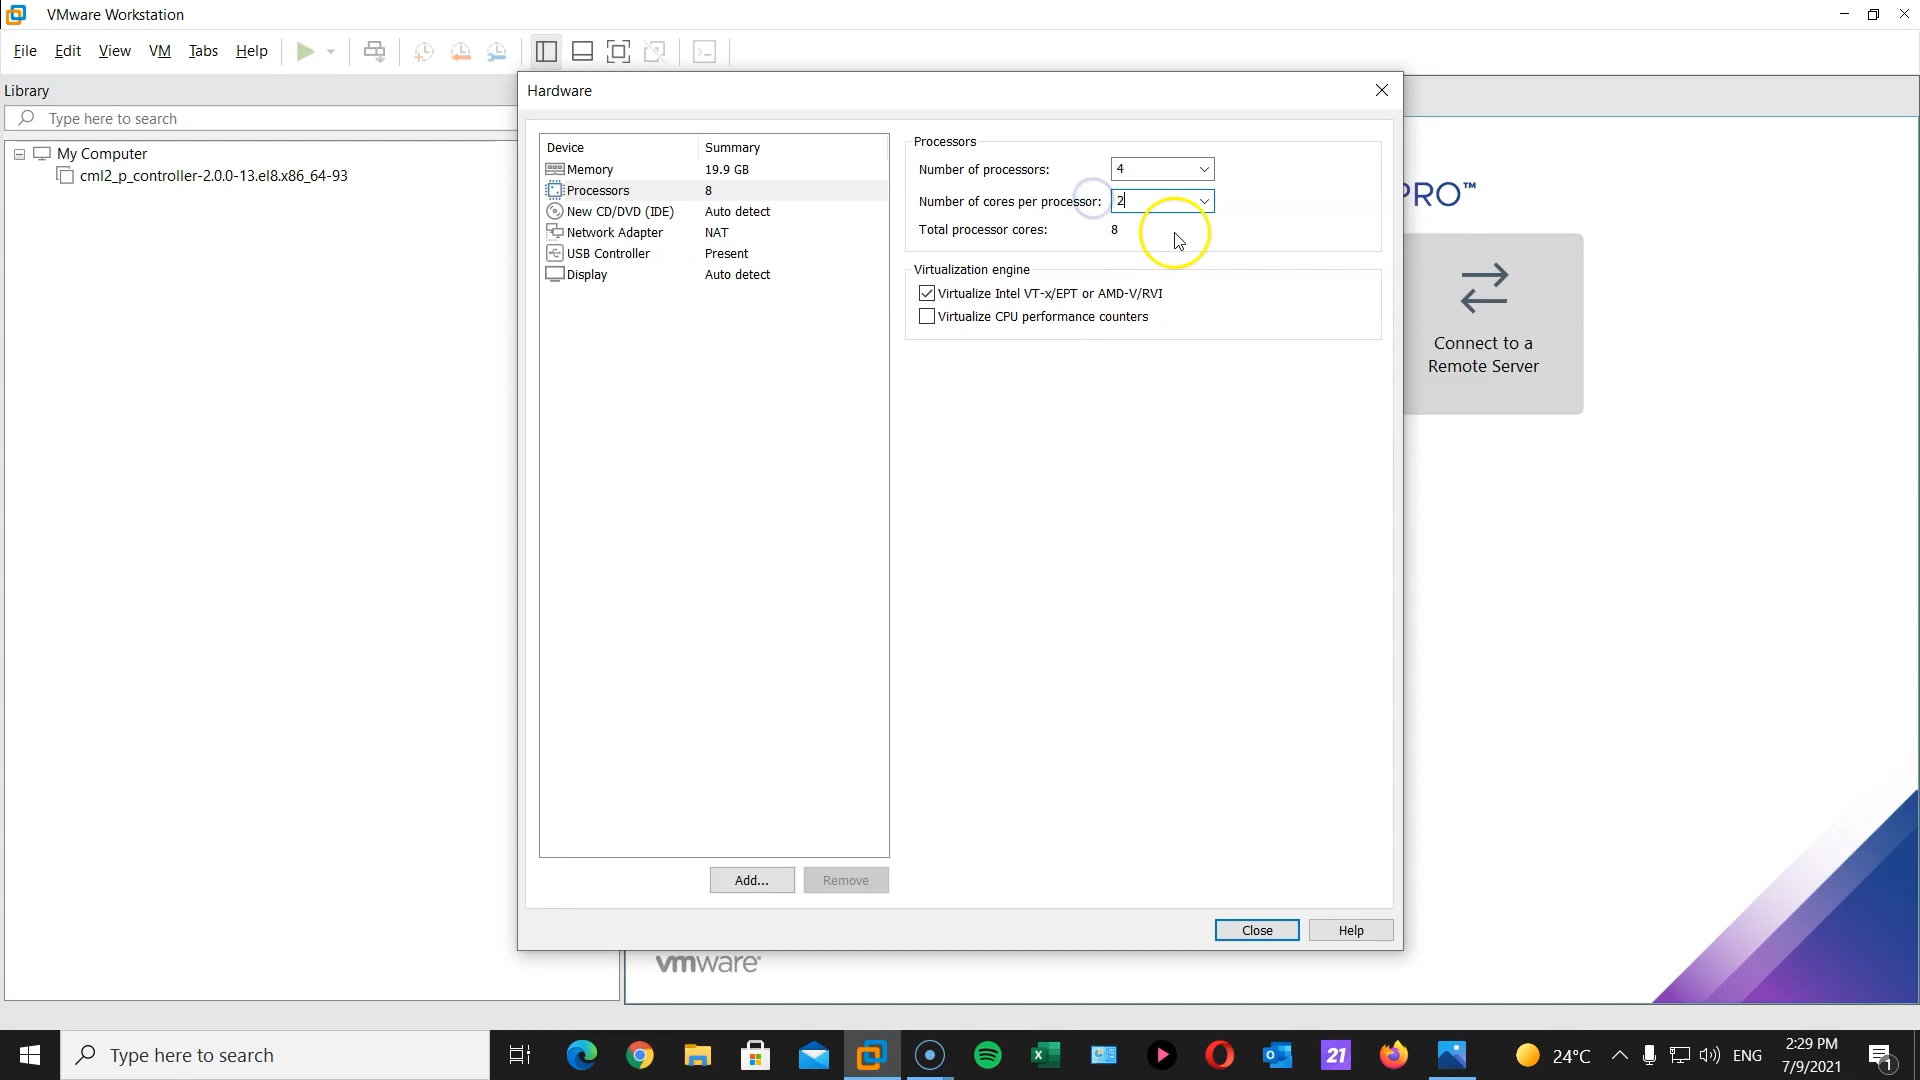 VMware Workstation
File Edit View VM Tabs Help
Library
Type here to search
My Computer
cml2_p_controller-2.0.0-13.el8.x86_64-93
Hardware
Device Summary
Memory 19.9 GB
Processors 8
New CD/DVD (IDE) Auto detect
Network Adapter NAT
USB Controller Present
Display Auto detect
Add... Remove
Processors
Number of processors: 4
Number of cores per processor: 2
Total processor cores: 8
Virtualization engine
Virtualize Intel VT-x/EPT or AMD-V/RVI
Virtualize CPU performance counters
Close Help
PRO™
Connect to a
Remote Server
vmware®
Type here to search
21
24°C
ENG
2:29 PM
7/9/2021
1